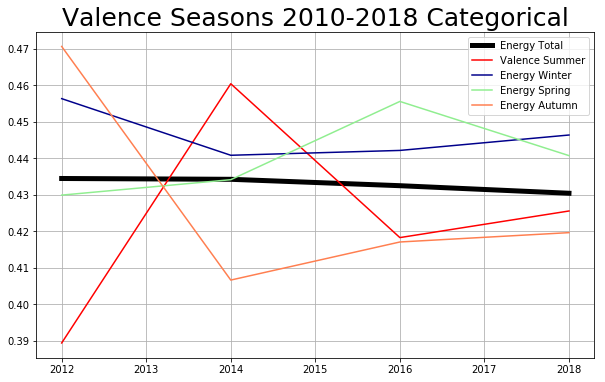 Valence Seasons 2010-2018 Categorical
Energy Total
Valence Summer
Energy Winter
Energy Spring
Energy Autumn
0.47
0.46
0.45
0.44
0.43
0.42
0.41
0.40
0.39
2012 2013 2014 2015 2016 2017 2018